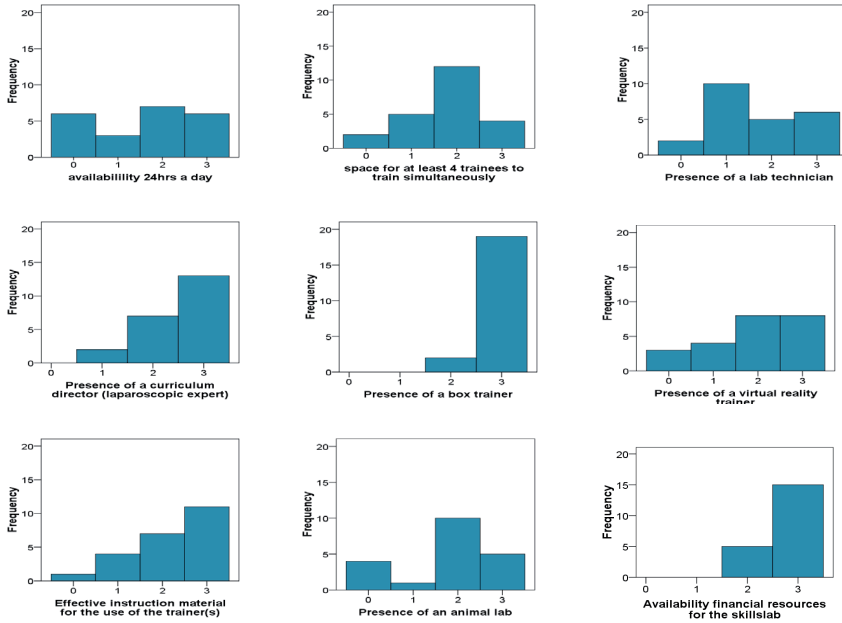 20
15
10
5
0
Frequency
0 1 2 3
availabilility 24hrs a day
20
15
10
5
0
Frequency
0 1 2 3
space for at least 4 trainees to
train simultaneously
20
15
10
5
0
Frequency
0 1 2 3
Presence of a lab technician
20
15
10
5
0
Frequency
0 1 2 3
Presence of a curriculum
director (laparoscopic expert)
20
15
10
5
0
Frequency
0 1 2 3
Presence of a box trainer
20
15
10
5
0
Frequency
0 1 2 3
Presence of a virtual reality
trainer
20
15
10
5
0
Frequency
0 1 2 3
Effective instruction material
for the use of the trainer(s)
20
15
10
5
0
Frequency
0 1 2 3
Presence of an animal lab
20
15
10
5
0
Frequency
0 1 2 3
Availability financial resources
for the skillslab